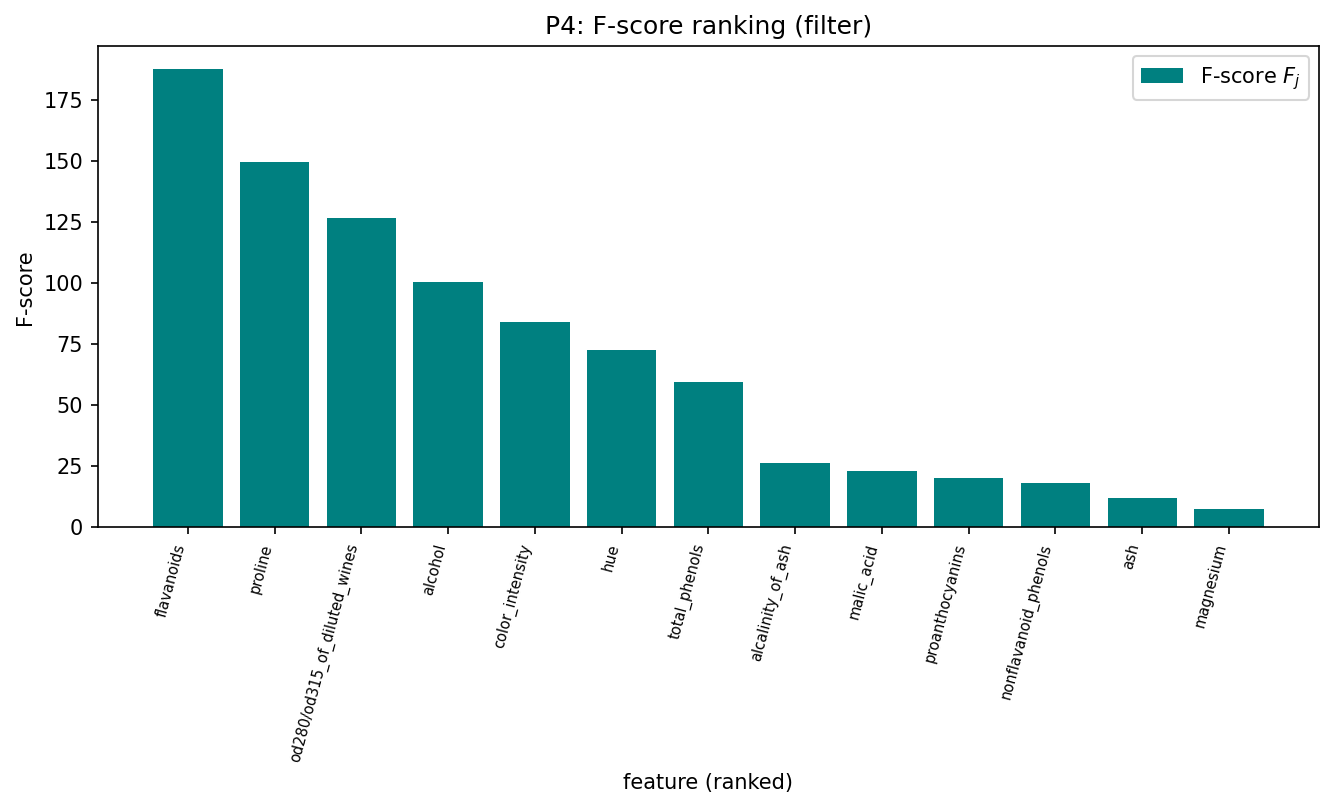 P4: F-score ranking (filter)
F-score Fj
175
150
125
100
75
50
25
0
F-score
flavanoids
proline
od280/od315_of_diluted_wines
alcohol
color_intensity
hue
total_phenols
alcalinity_of_ash
malic_acid
proanthocyanins
nonflavanoid_phenols
ash
magnesium
feature (ranked)